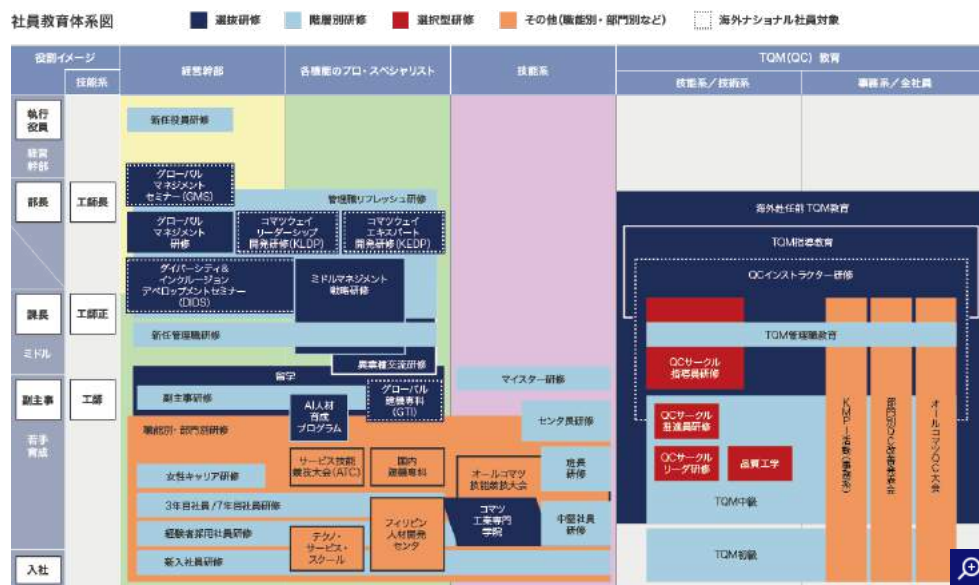 社員教育体系図
選抜研修
階層別研修
選択型研修
その他(職能別・部門別など)
海外ナショナル社員対象
役割イメージ
技能系
経営幹部
各機能のプロ・スペシャリスト
技能系
TQM(QC) 教育
技能系/技術系
事務系/全社員
執行
役員
経営
幹部
部長
工師長
課長
工師正
ミドル
副主事
工師
若手
育成
入社
新任役員研修
グローバル
マネジメント
セミナー(GMS)
管理職リフレッシュ研修
グローバル
マネジメント
研修
コマツウェイ
リーダーシップ
開発研修(KLDP)
コマツウェイ
エキスパート
開発研修(KEDP)
ダイバーシティ&
インクルージョン
デベロップメントセミナー
(DIDS)
ミドルマネジメント
戦略研修
新任管理職研修
異業種交流研修
留学
副主事研修
AI人材
育成
プログラム
グローバル
建機専科
(GTI)
マイスター研修
センタ長研修
職能別・部門別研修
サービス技能
競技大会(ATC)
国内
建機専科
女性キャリア研修
オールコマツ
技能競技大会
班長
研修
3年目社員/7年目社員研修
コマツ
工業専門
学院
中堅社員
研修
経験者採用社員研修
テクノ・
サービス・
スクール
フィリピン
人材開発
センタ
新入社員研修
海外赴任前 TQM教育
TQM指導教育
QCインストラクター研修
TQM管理職教育
QCサークル
指導員研修
QCサークル
推進員研修
QCサークル
リーダ研修
品質工学
TQM中級
TQM初級
KMPI活動(事務系)
部門別QC改善発表会
オールコマツQC大会